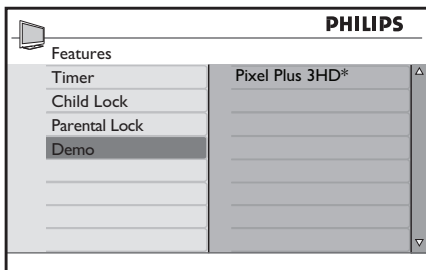 PHILIPS
Features
Timer
Pixel Plus 3HD*
Child Lock
Parental Lock
Demo